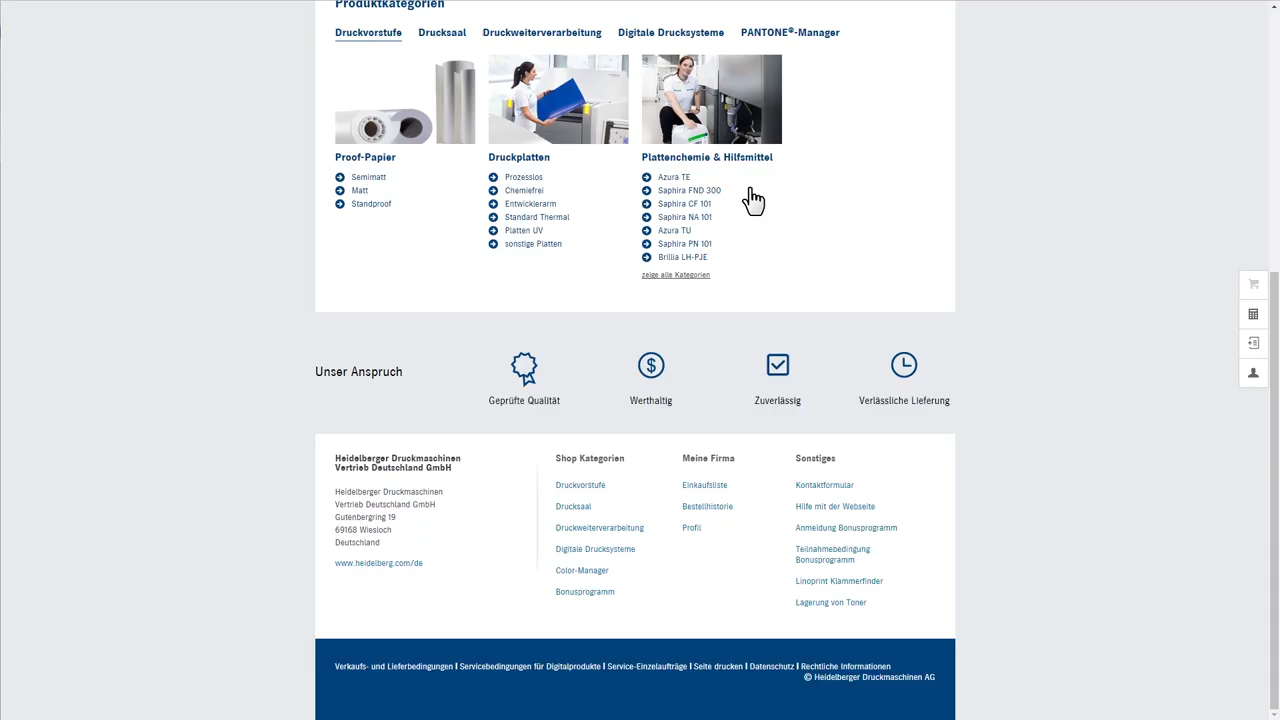 Produktkategorien
Druckvorstufe Drucksaal Druckweiterverarbeitung Digitale Drucksysteme PANTONE®-Manager
Proof-Papier
Semimatt
Matt
Standproof
Druckplatten
Prozesslos
Chemiefrei
Entwicklerarm
Standard Thermal
Platten UV
sonstige Platten
Plattenchemie & Hilfsmittel
Azura TE
Saphira FND 300
Saphira CF 101
Saphira NA 101
Azura TU
Saphira PN 101
Brillia LH-PJE
zeige alle Kategorien
Unser Anspruch
Geprüfte Qualität
Werthaltig
Zuverlässig
Verlässliche Lieferung
Heidelberger Druckmaschinen
Vertrieb Deutschland GmbH
Heidelberger Druckmaschinen
Vertrieb Deutschland GmbH
Gutenbergring 19
69168 Wiesloch
Deutschland
www.heidelberg.com/de
Shop Kategorien
Druckvorstufe
Drucksaal
Druckweiterverarbeitung
Digitale Drucksysteme
Color-Manager
Bonusprogramm
Meine Firma
Einkaufsliste
Bestellhistorie
Profil
Sonstiges
Kontaktformular
Hilfe mit der Webseite
Anmeldung Bonusprogramm
Teilnahmebedingung
Bonusprogramm
Linoprint Klammerfinder
Lagerung von Toner
Verkaufs- und Lieferbedingungen | Servicebedingungen für Digitalprodukte | Service-Einzelaufträge | Seite drucken | Datenschutz | Rechtliche Informationen
© Heidelberger Druckmaschinen AG